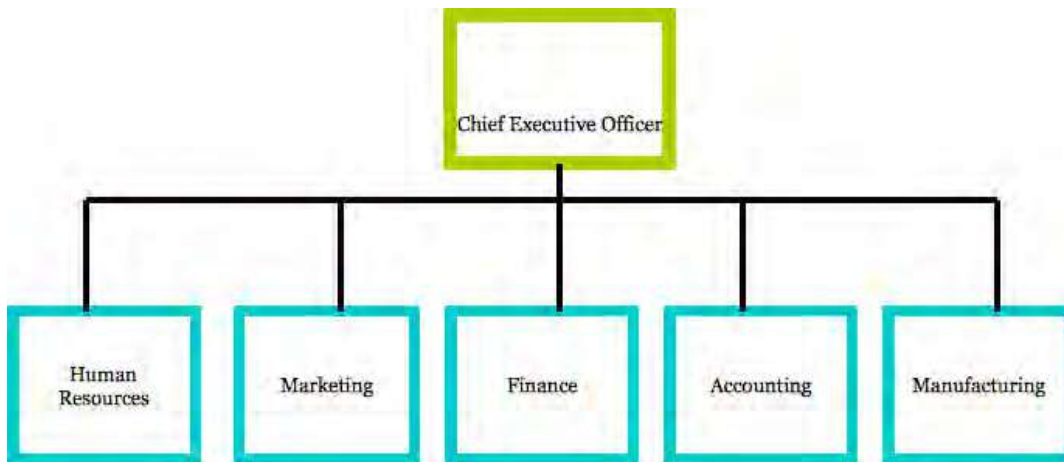 Chief Executive Officer
Human
Resources
Marketing
Finance
Accounting
Manufacturing